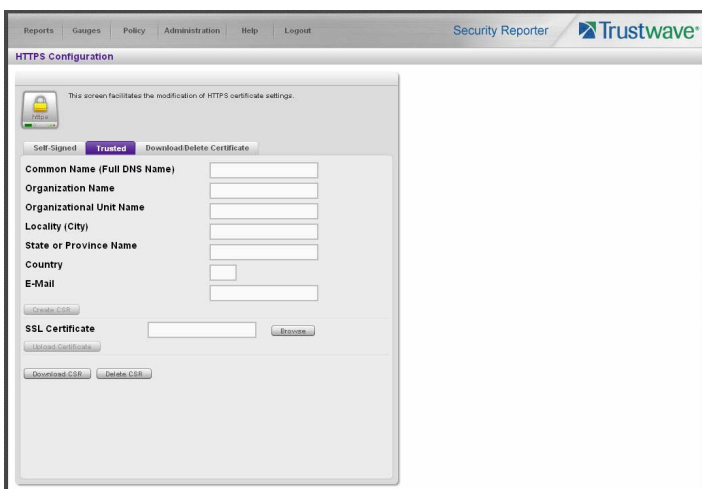 Reports Gauges Policy Administration Help Logout
Security Reporter
Trustwave®
HTTPS Configuration
This screen facilitates the modification of HTTPS certificate settings.
https
Self-Signed Trusted Download/Delete Certificate
Common Name (Full DNS Name)
Organization Name
Organizational Unit Name
Locality (City)
State or Province Name
Country
E-Mail
Create CSR
SSL Certificate Browse
Upload Certificate
Download CSR Delete CSR